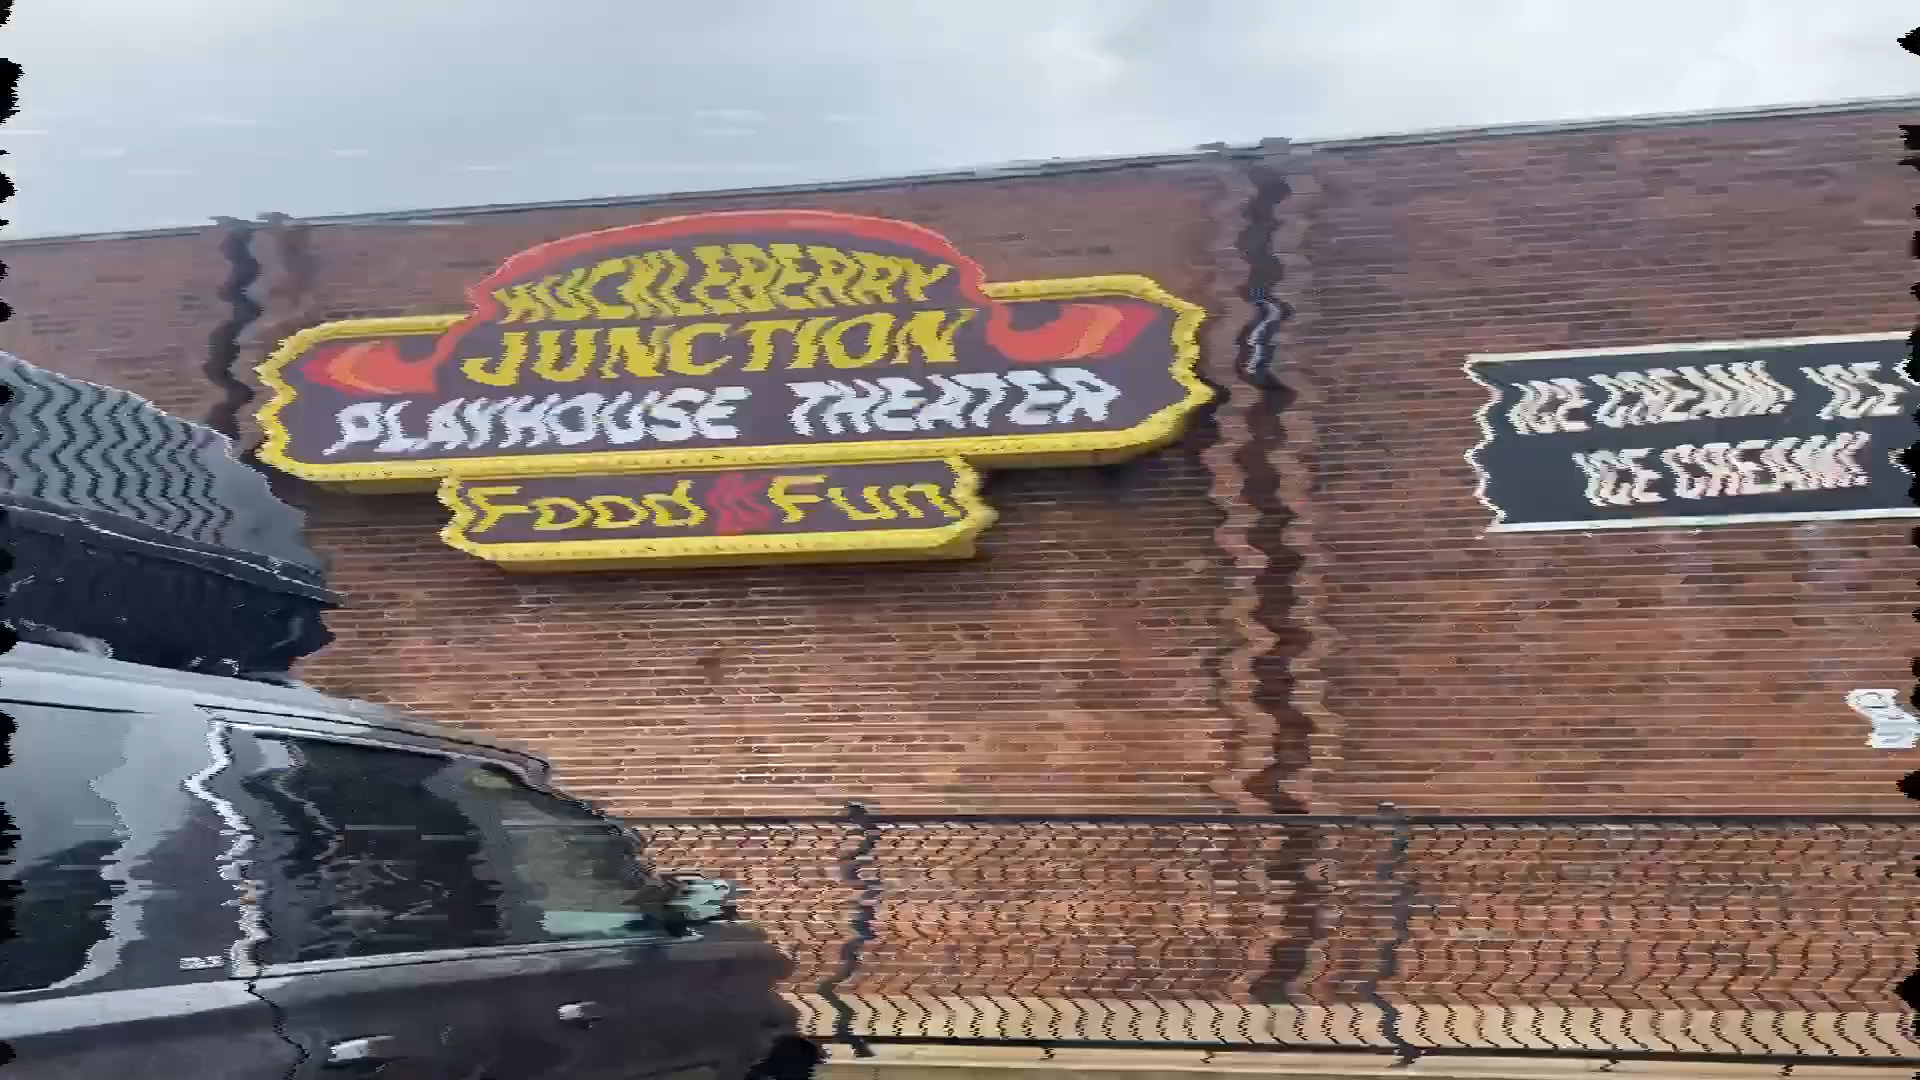 HUCKLEBERRY
JUNCTION
PLAYHOUSE THEATER
Food & Fun
ICE CREAM! ICE
ICE CREAM!